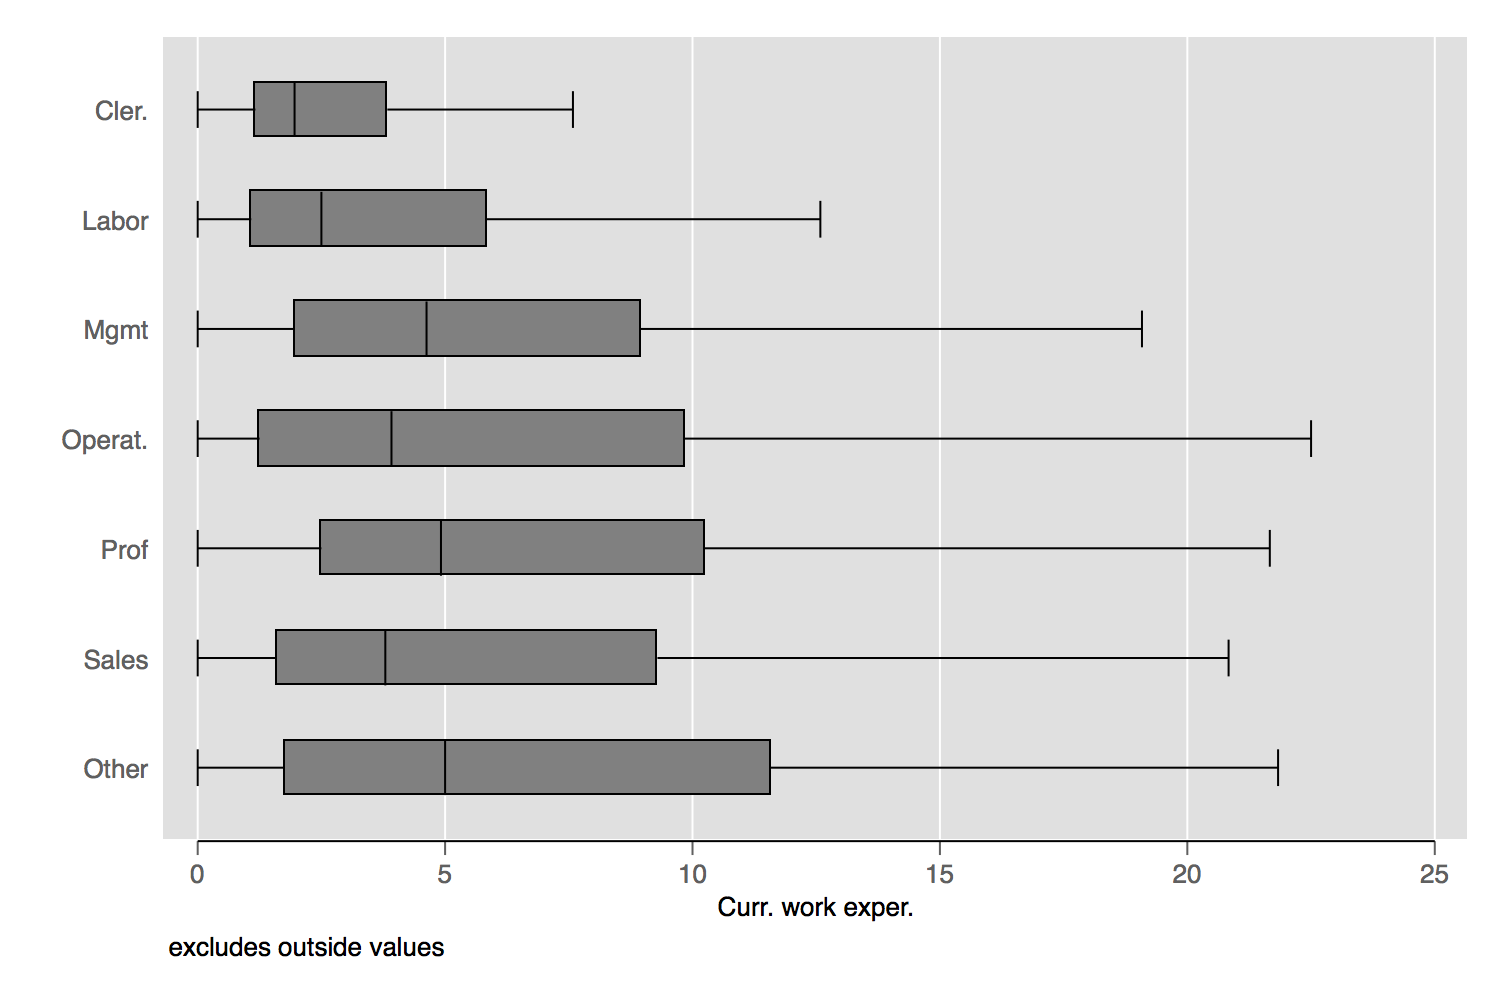 Cler.
Labor
Mgmt
Operat.
Prof
Sales
Other
0 5 10 15 20 25
Curr. work exper.
excludes outside values